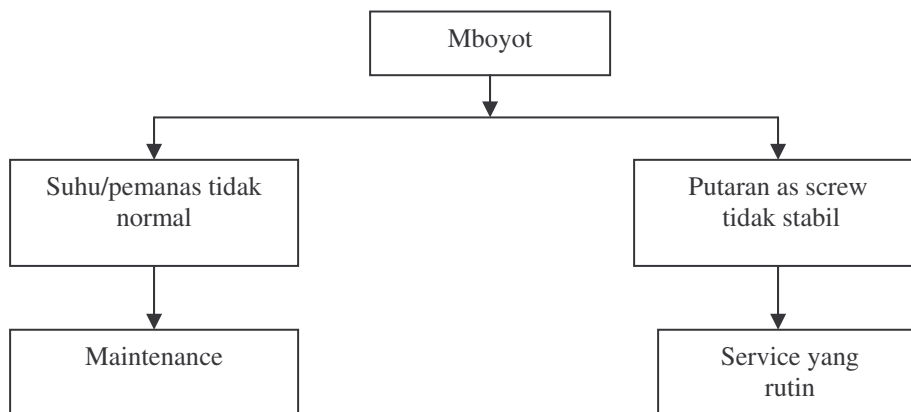 Mboyot
Suhu/pemanas tidak
normal
Putaran as screw
tidak stabil
Maintenance
Service yang
rutin